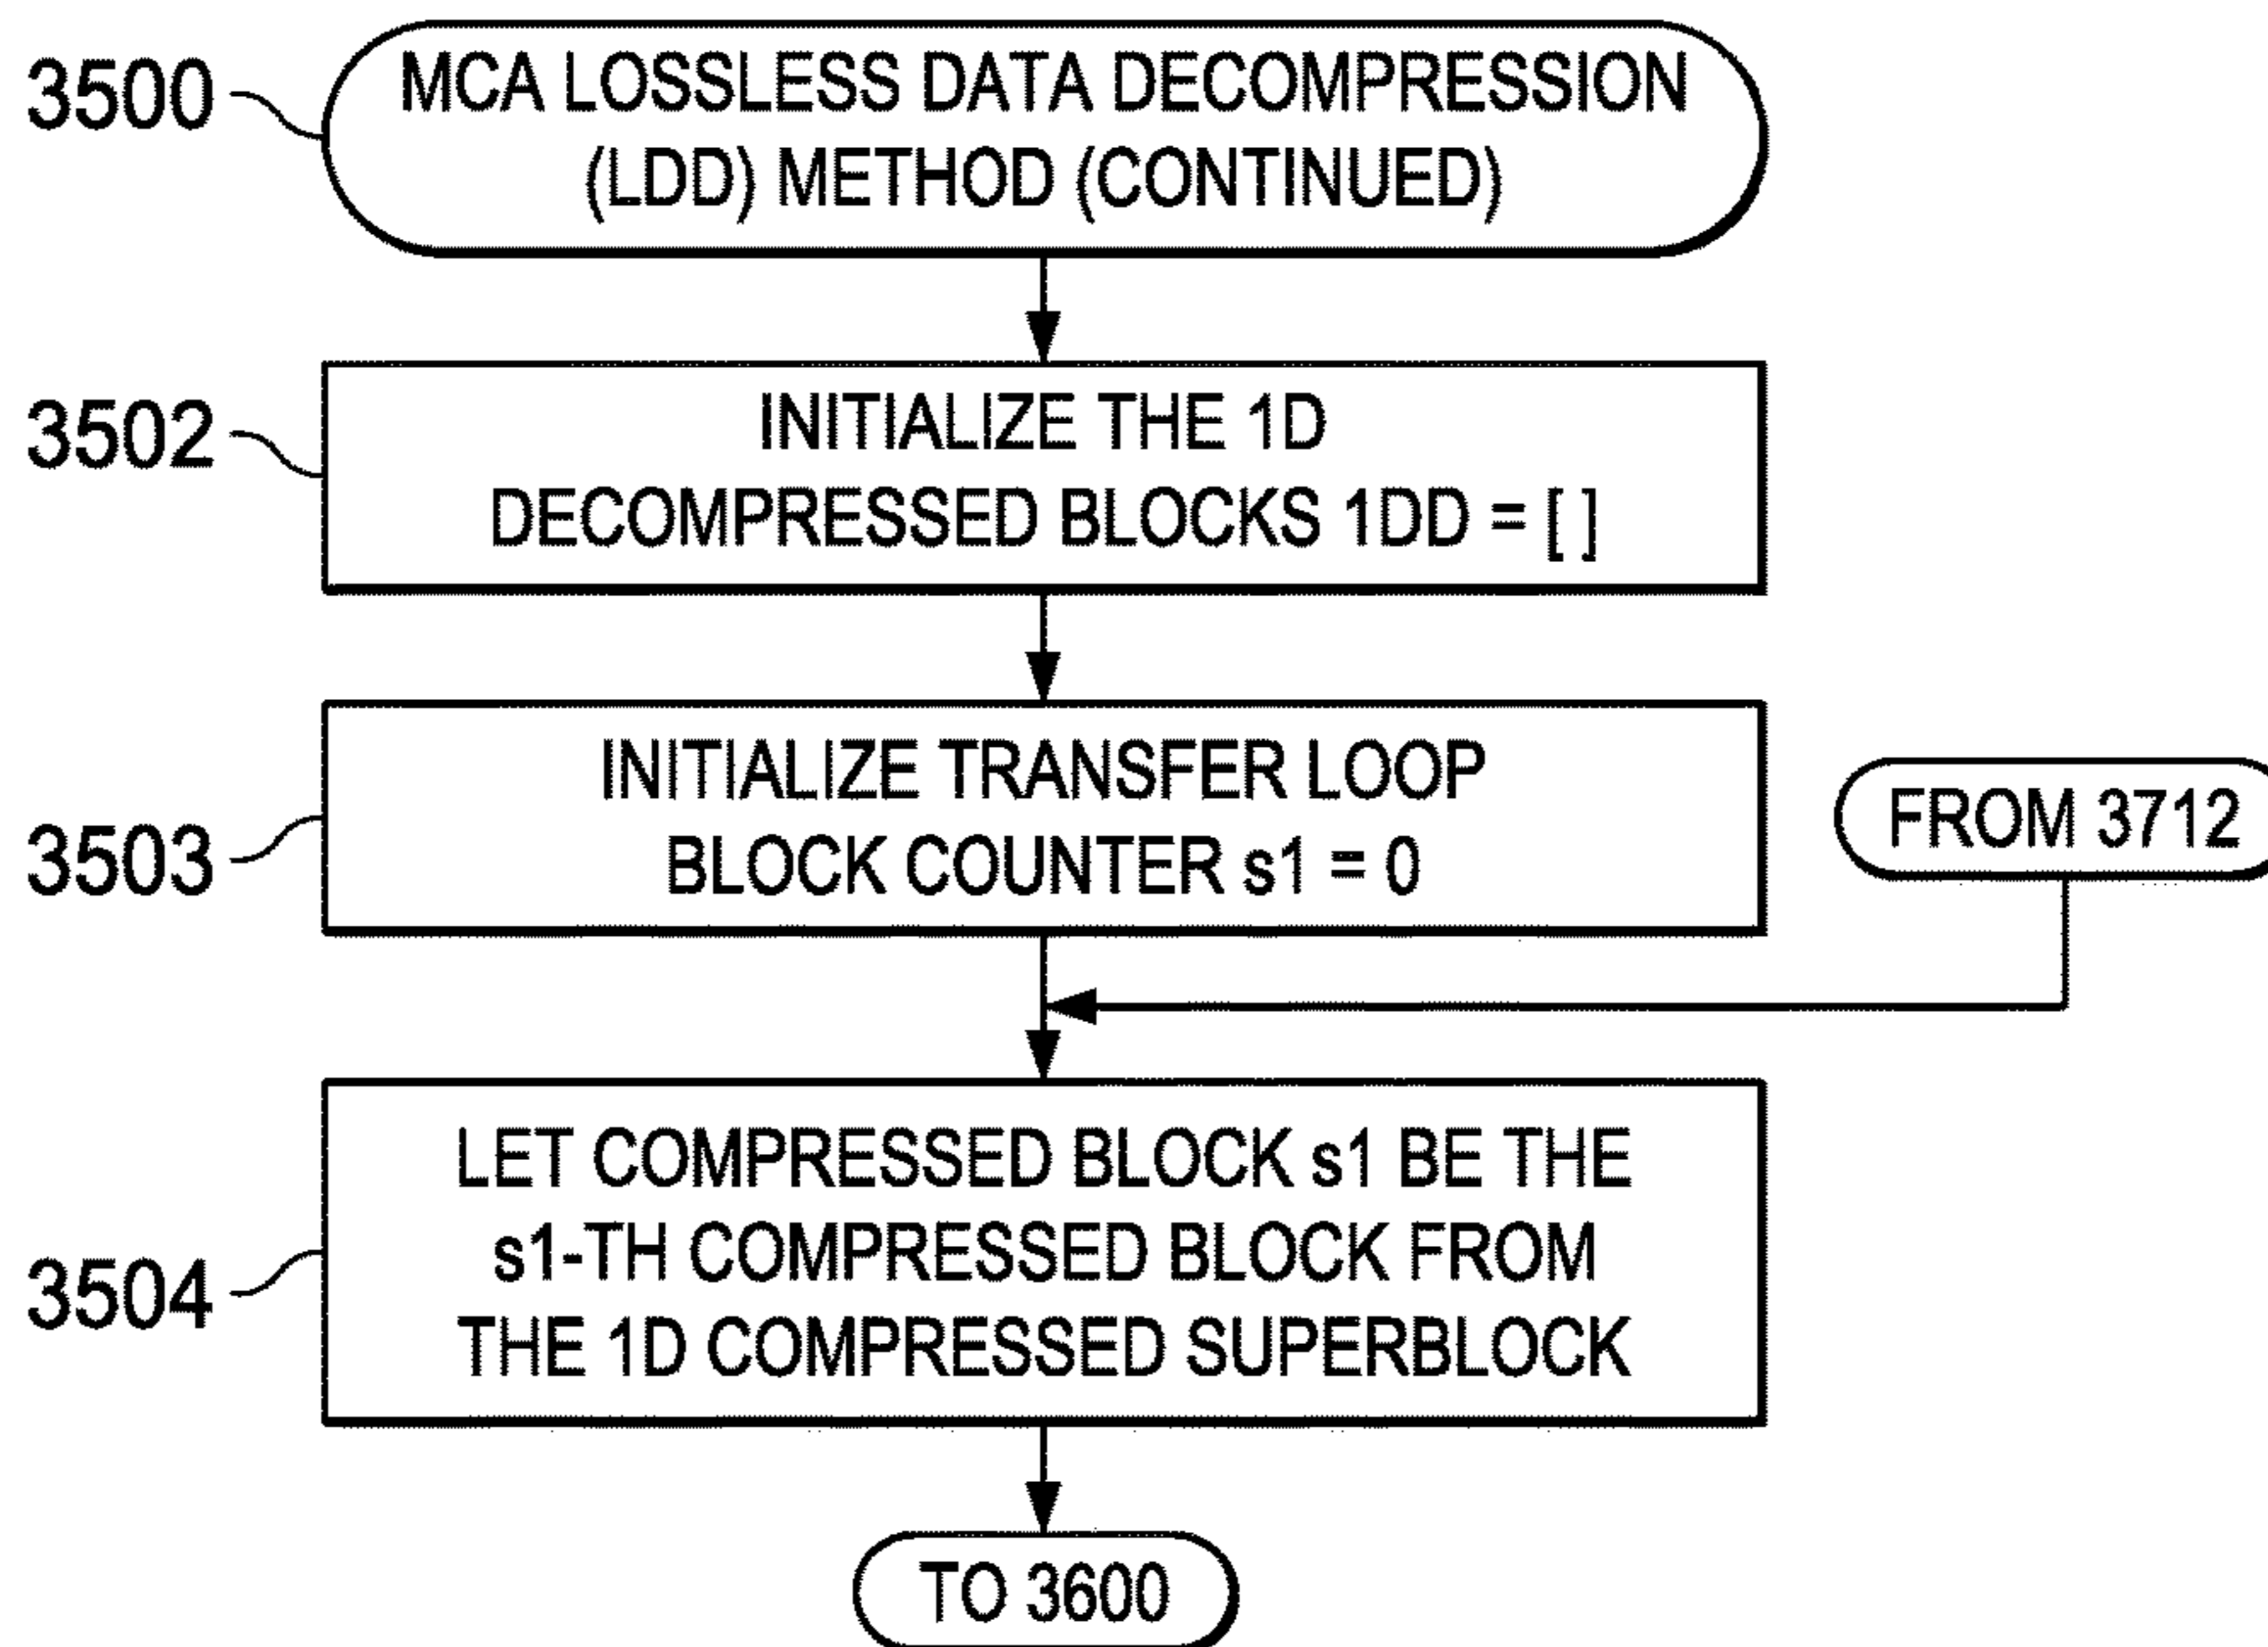 3500
MCA LOSSLESS DATA DECOMPRESSION
(LDD) METHOD (CONTINUED)
3502
INITIALIZE THE 1D
DECOMPRESSED BLOCKS 1DD = [ ]
3503
INITIALIZE TRANSFER LOOP
BLOCK COUNTER s1 = 0
FROM 3712
3504
LET COMPRESSED BLOCK s1 BE THE
s1-TH COMPRESSED BLOCK FROM
THE 1D COMPRESSED SUPERBLOCK
TO 3600